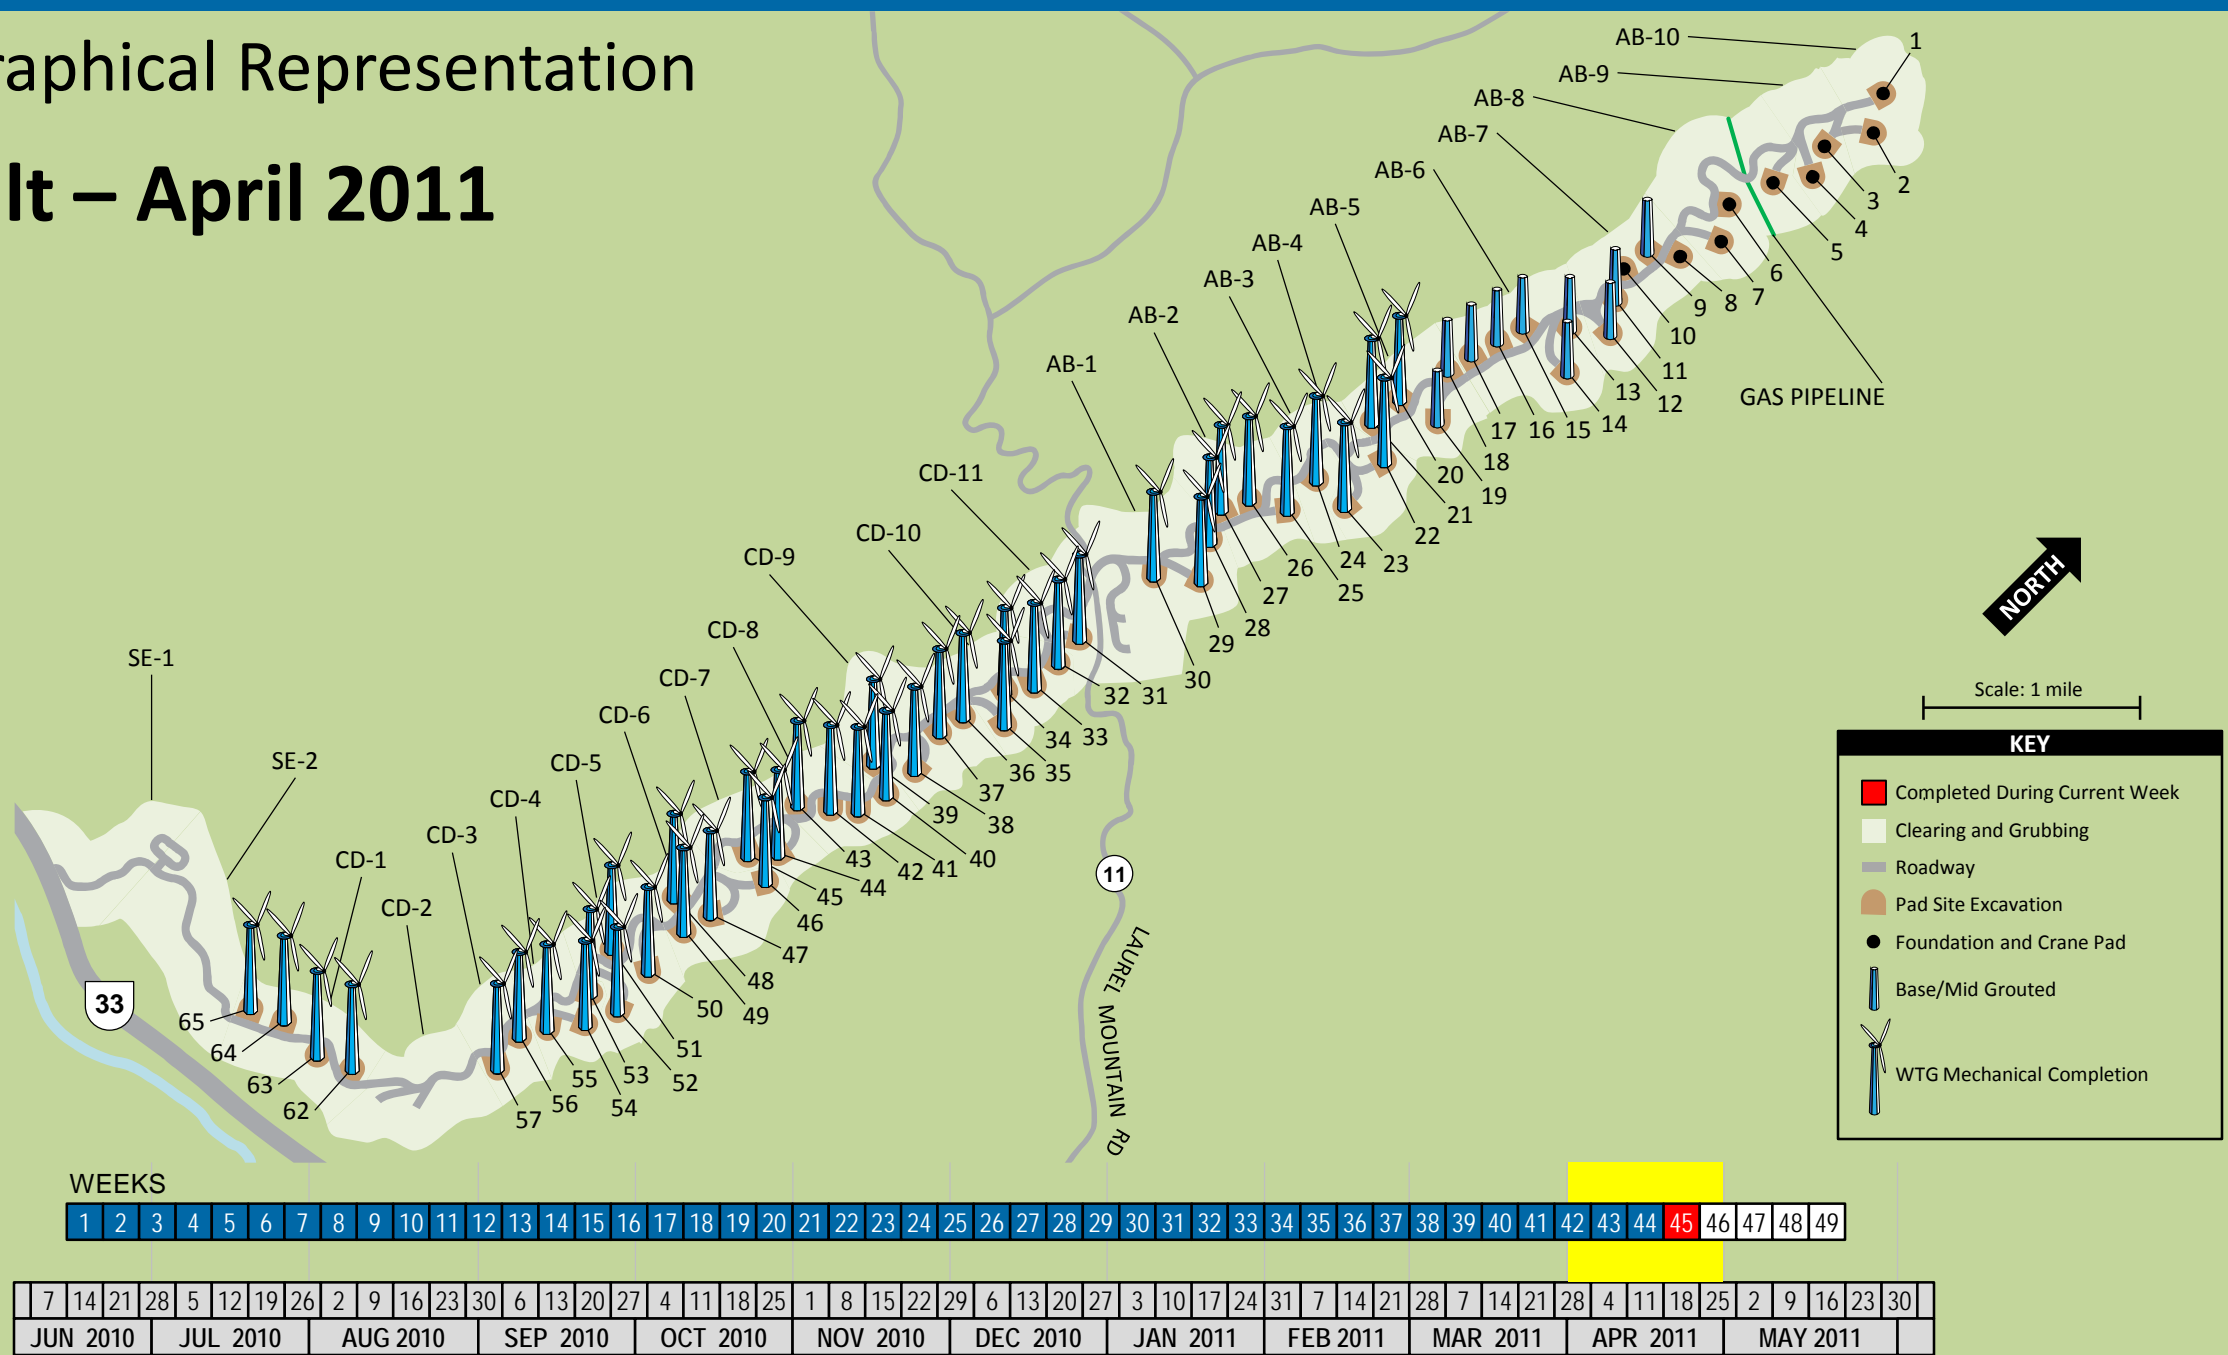 raphical Representation
lt – April 2011
AB-10
1
AB-9
AB-8
AB-7
AB-6
AB-5
AB-4
AB-3
AB-2
AB-1
2
3
4
5
6
7
8
9
10
11
12
13
14
15
16
17
18
19
20
21
22
23
24
25
26
27
28
29
30
31
32
33
34
35
36
37
38
39
40
41
42
43
44
45
46
47
48
49
50
51
52
53
54
55
56
57
62
63
64
65
GAS PIPELINE
CD-11
CD-10
CD-9
CD-8
CD-7
CD-6
CD-5
CD-4
CD-3
CD-2
CD-1
SE-2
SE-1
33
11
LAUREL MOUNTAIN RD
NORTH
Scale: 1 mile
KEY
Completed During Current Week
Clearing and Grubbing
Roadway
Pad Site Excavation
Foundation and Crane Pad
Base/Mid Grouted
WTG Mechanical Completion
WEEKS
1 2 3 4 5 6 7 8 9 10 11 12 13 14 15 16 17 18 19 20 21 22 23 24 25 26 27 28 29 30 31 32 33 34 35 36 37 38 39 40 41 42 43 44 45 46 47 48 49
7 14 21 28 5 12 19 26 2 9 16 23 30 6 13 20 27 4 11 18 25 1 8 15 22 29 6 13 20 27 3 10 17 24 31 7 14 21 28 7 14 21 28 4 11 18 25 2 9 16 23 30
JUN 2010 JUL 2010 AUG 2010 SEP 2010 OCT 2010 NOV 2010 DEC 2010 JAN 2011 FEB 2011 MAR 2011 APR 2011 MAY 2011